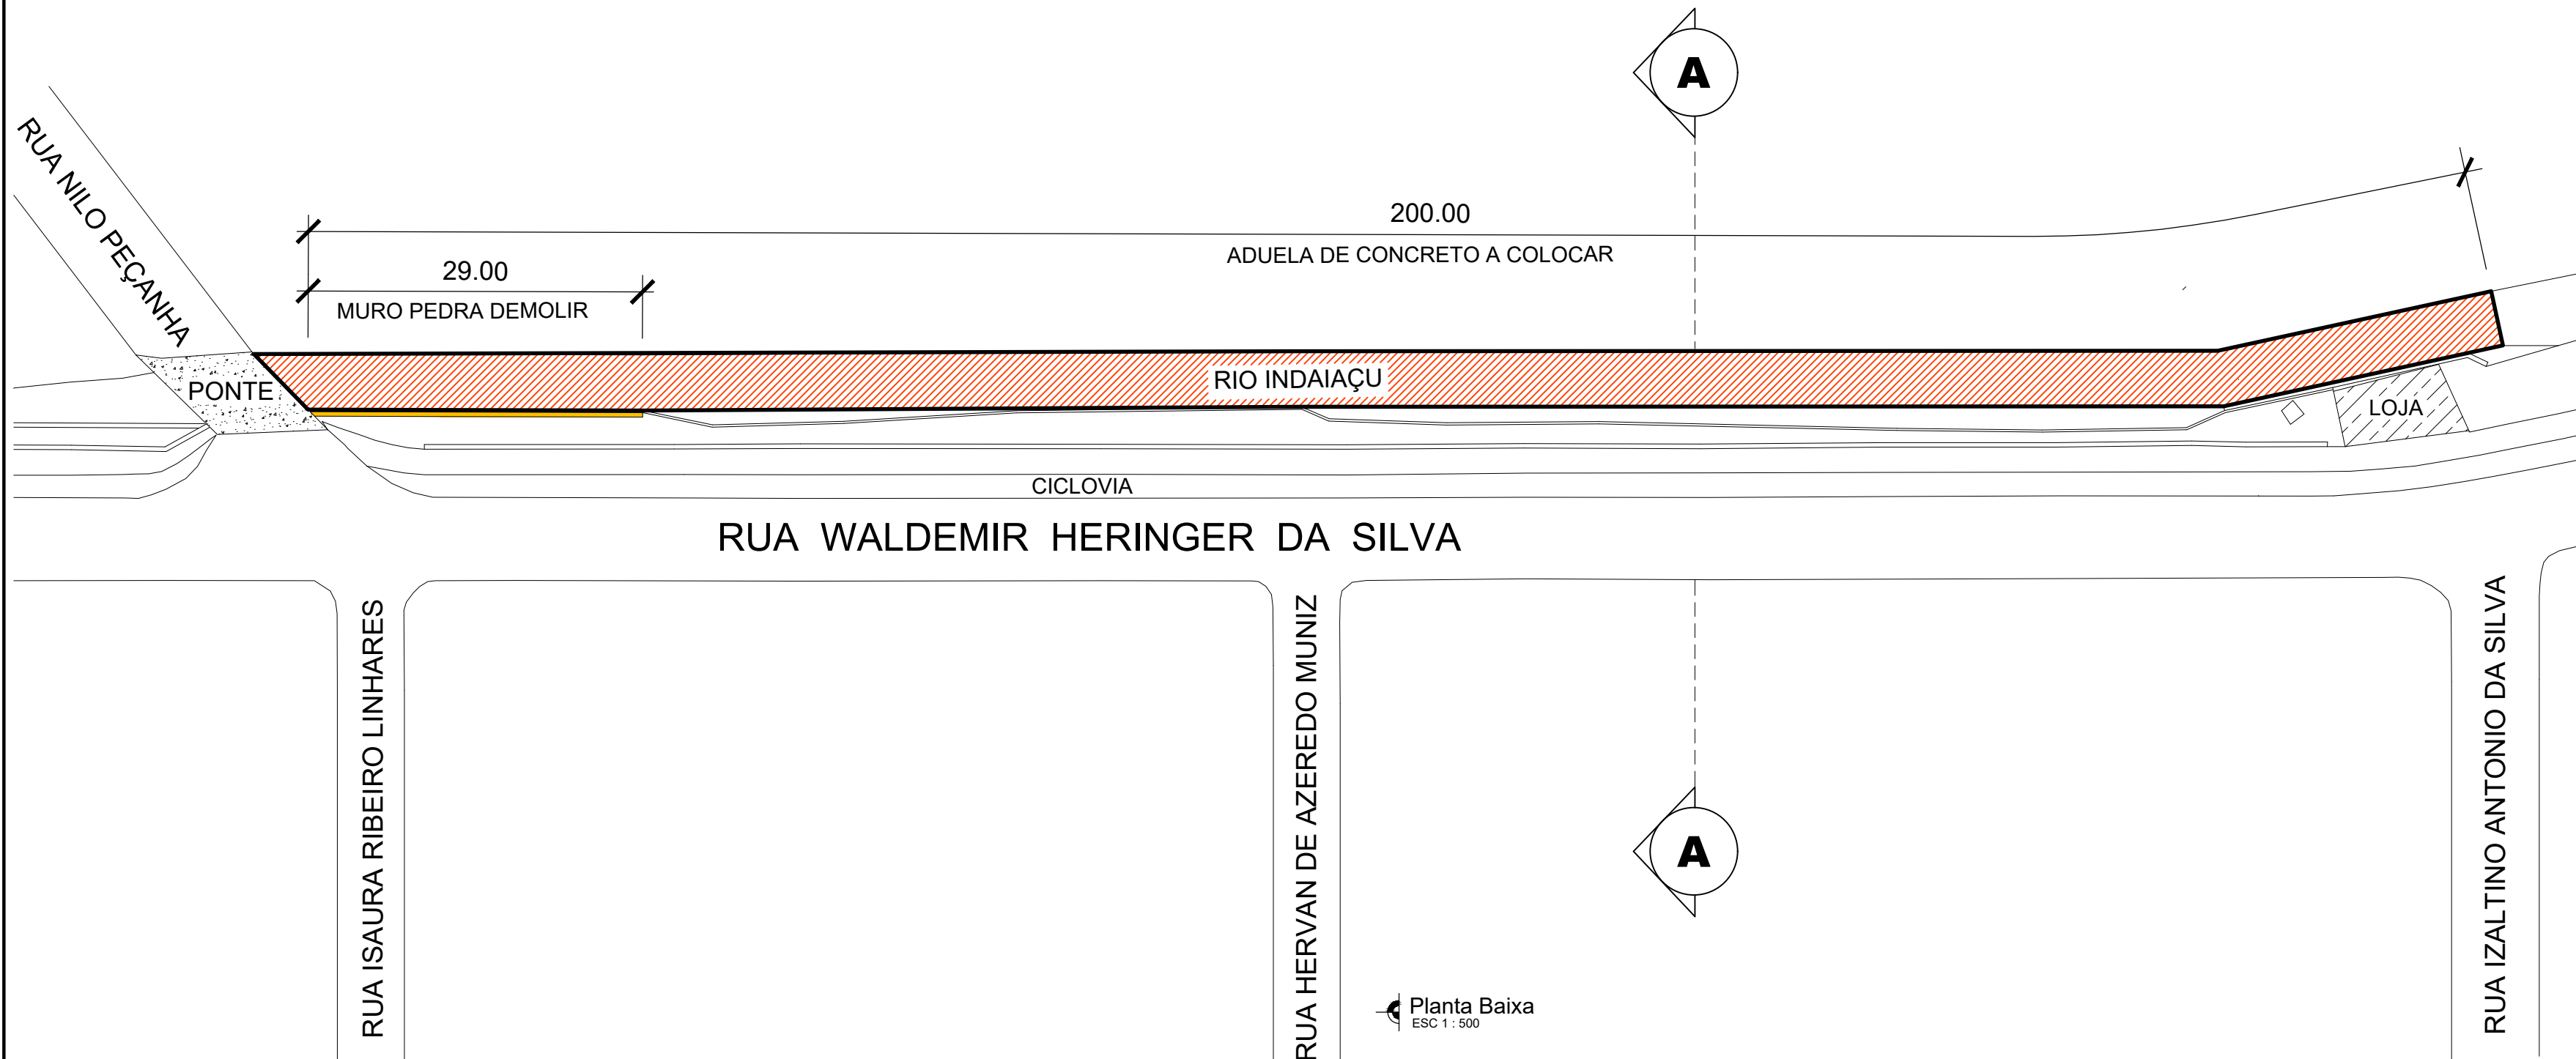 A
RUA NILO PEÇANHA
200.00
ADUELA DE CONCRETO A COLOCAR
29.00
MURO PEDRA DEMOLIR
PONTE
RIO INDAIAÇU
LOJA
CICLOVIA
RUA WALDEMIR HERINGER DA SILVA
RUA ISAURA RIBEIRO LINHARES
RUA HERVAN DE AZEREDO MUNIZ
RUA IZALTINO ANTONIO DA SILVA
A
Planta Baixa
ESC 1 : 500